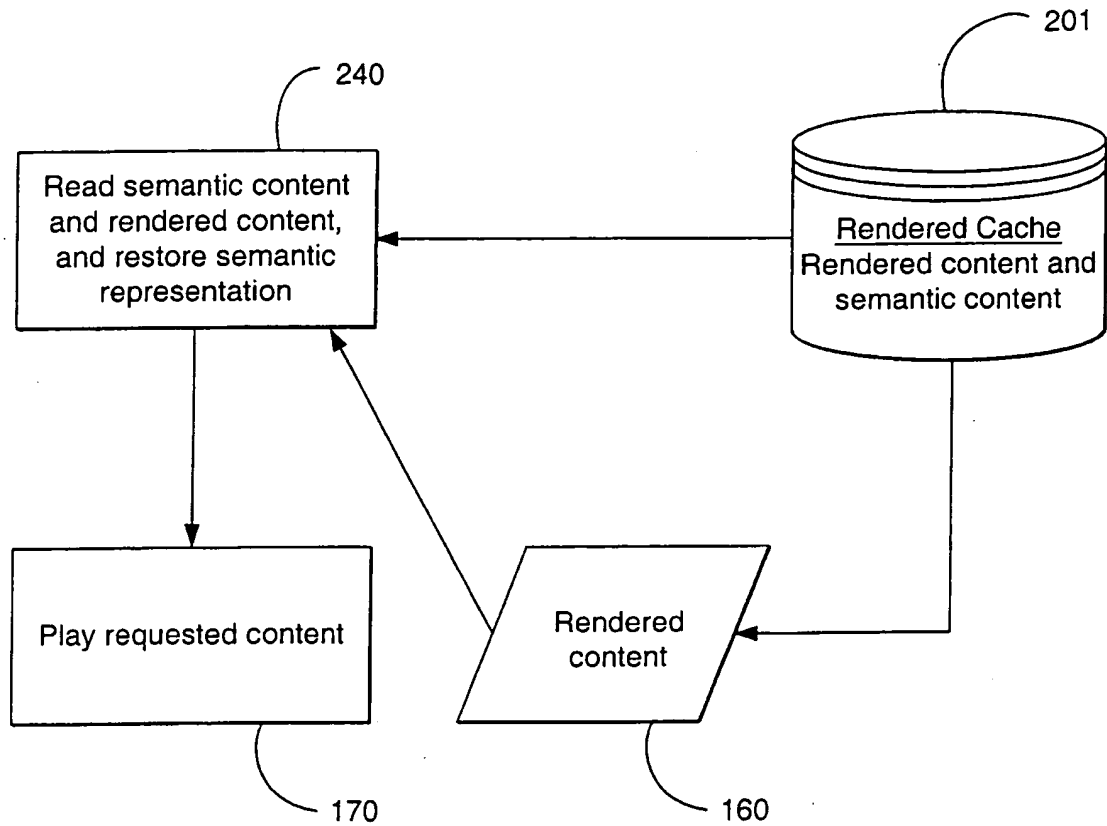 201
240
Read semantic content
and rendered content,
and restore semantic
representation
Rendered Cache
Rendered content and
semantic content
Play requested content
Rendered
content
170
160